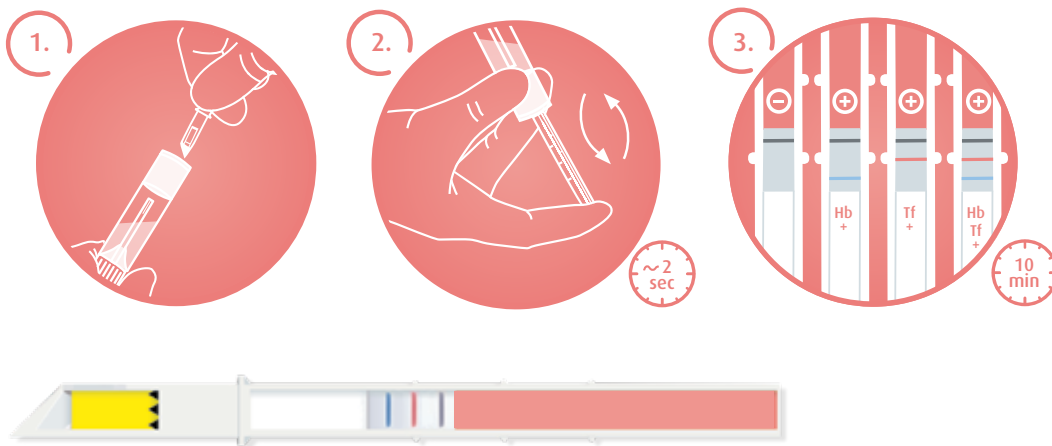 1.
2.
~2
sec
3.
−
+
+
+
Hb
+
Tf
+
Hb
Tf
+
10
min